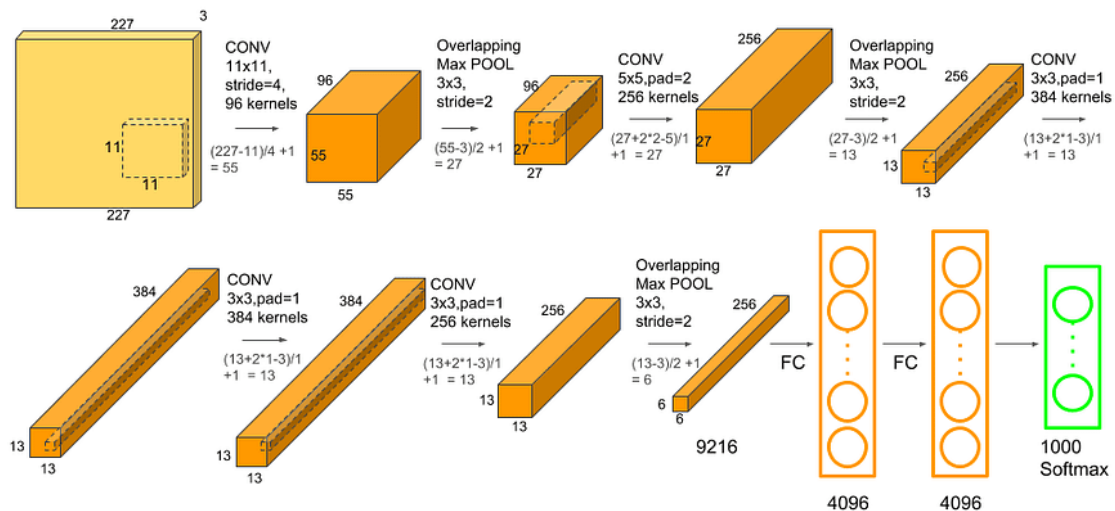 227
3
CONV
11x11,
stride=4,
96 kernels
(227-11)/4 +1
= 55
11
11
227
96
55
55
Overlapping
Max POOL
3x3,
stride=2
(55-3)/2 +1
= 27
96
27
27
CONV
5x5,pad=2
256 kernels
(27+2*2-5)/1
+1 = 27
256
27
27
Overlapping
Max POOL
3x3,
stride=2
(27-3)/2 +1
= 13
256
13
13
CONV
3x3,pad=1
384 kernels
(13+2*1-3)/1
+1 = 13
384
13
13
CONV
3x3,pad=1
384 kernels
(13+2*1-3)/1
+1 = 13
384
13
13
CONV
3x3,pad=1
256 kernels
(13+2*1-3)/1
+1 = 13
256
13
13
Overlapping
Max POOL
3x3,
stride=2
(13-3)/2 +1
= 6
256
6
6
9216
FC
4096
FC
4096
1000
Softmax